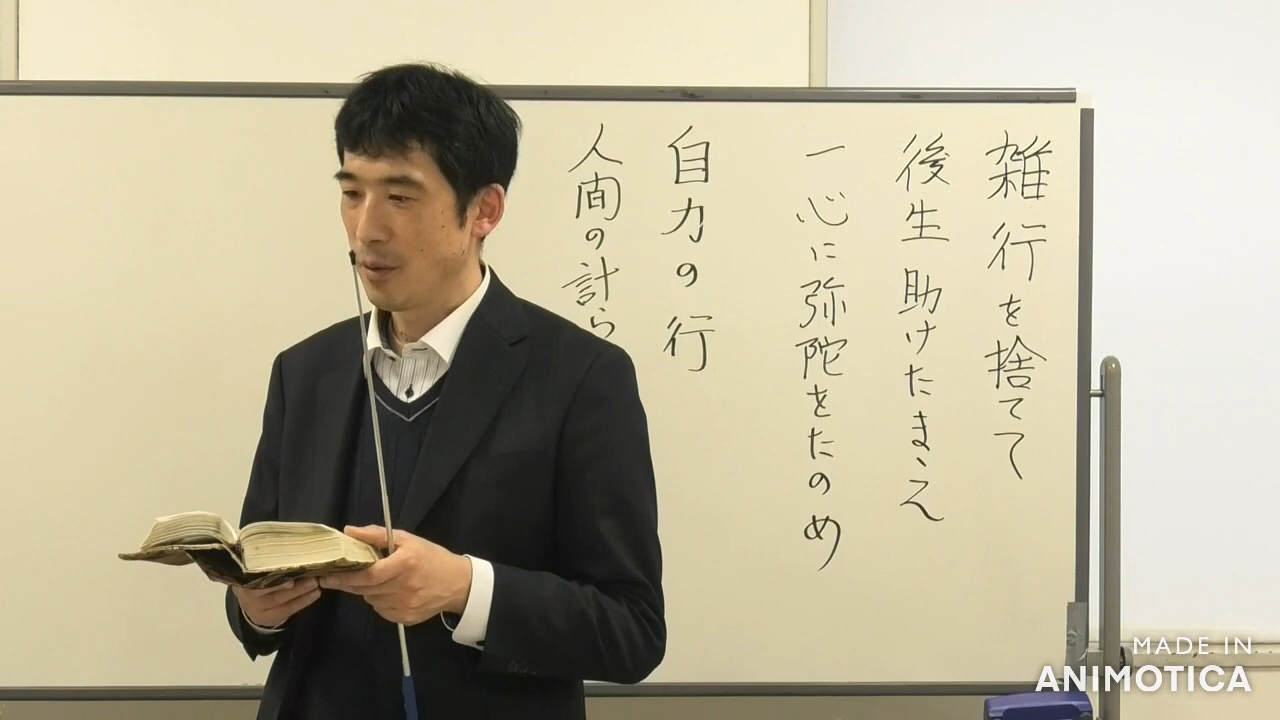 雑行を捨てて
後生助けたまえ
一心に弥陀をたのめ
自力の行
人間の計ら
MADE IN
ANIMOTICA